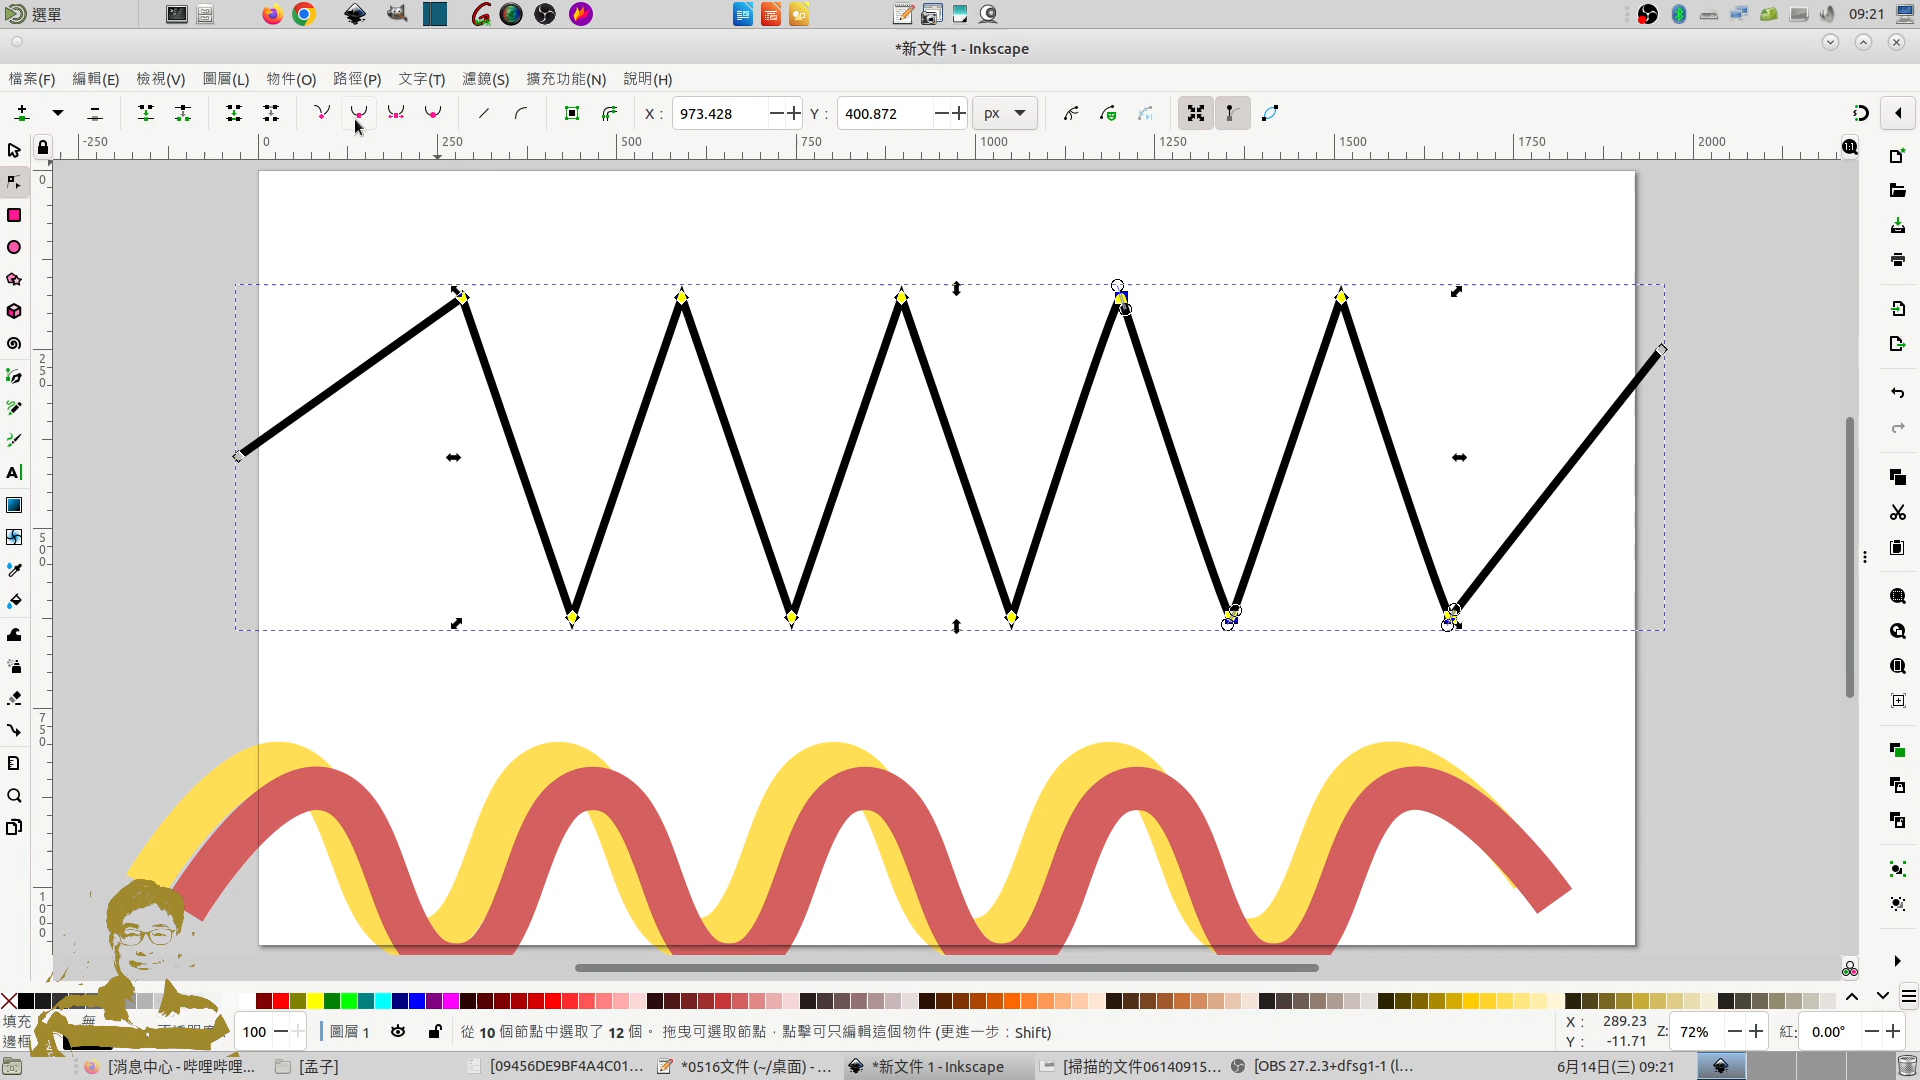 選單
09:21
*新文件 1 - Inkscape
檔案(F) 編輯(E) 檢視(V) 圖層(L) 物件(O) 路徑(P) 文字(T) 濾鏡(S) 擴充功能(N) 說明(H)
X : 973.428 Y : 400.872 px
-250 0 250 500 750 1000 1250 1500 1750 2000
0
250
500
750
1000
填充 無
邊框
100
圖層 1
從 10 個節點中選取了 12 個。 拖曳可選取節點，點擊可只編輯這個物件 (更進一步：Shift)
X : 289.23
Y : -11.71
Z: 72%
紅: 0.00°
[消息中心 - 哔哩哔哩... [孟子] [09456DE9BF4A4C01... *0516文件 (~/桌面) - ... *新文件 1 - Inkscape [掃描的文件06140915... [OBS 27.2.3+dfsg1-1 (l... 6月14日(三) 09:21